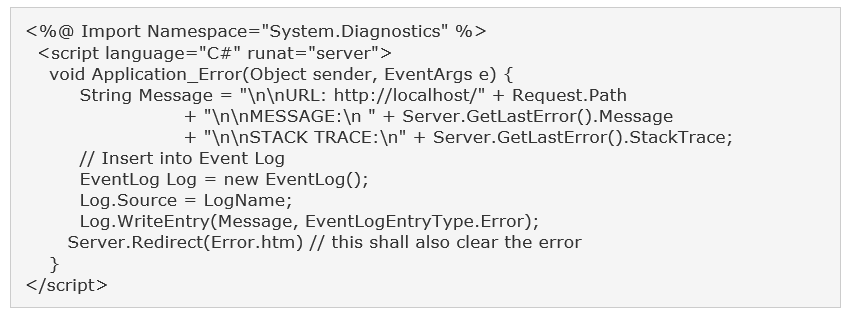 <%@ Import Namespace="System.Diagnostics" %>
<script language="C#" runat="server">
void Application_Error(Object sender, EventArgs e) {
String Message = "\n\nURL: http://localhost/" + Request.Path
+ "\n\nMESSAGE:\n " + Server.GetLastError().Message
+ "\n\nSTACK TRACE:\n" + Server.GetLastError().StackTrace;
// Insert into Event Log
EventLog Log = new EventLog();
Log.Source = LogName;
Log.WriteEntry(Message, EventLogEntryType.Error);
Server.Redirect(Error.htm) // this shall also clear the error
}
</script>